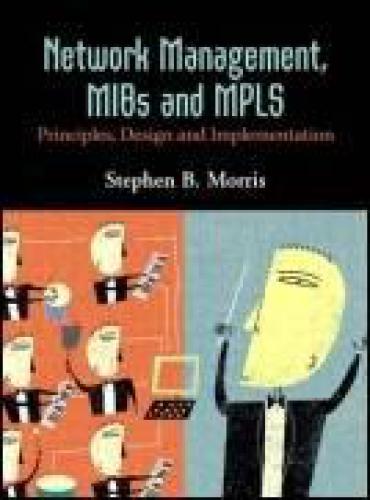 Network Management,
MIBs and MPLS
Principles, Design and Implementation
Stephen B. Morris